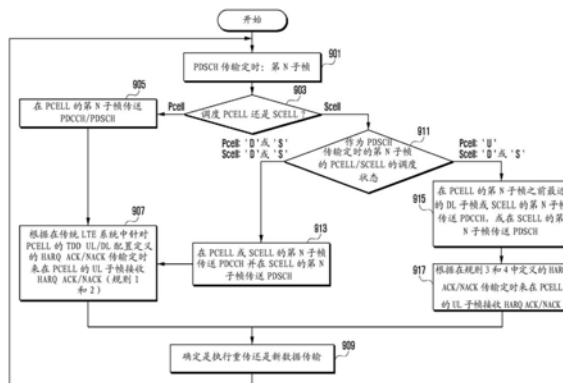 开始
901
PDSCH 传输定时：第 N 子帧
903
调度 PCELL 还是 SCELL？
Pcell
Scell
905
在 PCELL 的第 N 子帧传送
PDCCH/PDSCH
911
作为 PDSCH
传输定时的第 N 子帧
的 PCELL/SCELL 的调度
状态
Pcell: 'D' 或 'S'
Scell: 'D' 或 'S'
Pcell: 'U'
Scell: 'D' 或 'S'
907
根据在传统 LTE 系统中针对
PCELL 的 TDD UL/DL 配置定义
的 HARQ ACK/NACK 传输定时
来在 PCELL 的 UL 子帧接收
HARQ ACK/NACK（规则 1
和 2）
913
在 PCELL 或 SCELL 的第 N 子帧
传送 PDCCH 并在 SCELL 的第 N
子帧传送 PDSCH
915
在 PCELL 的第 N 子帧之前最近
的 DL 子帧或 SCELL 的第 N 子帧
传送 PDCCH，或在 SCELL 的第
N 子帧传送 PDSCH
917
根据在规则 3 和 4 中定义的 HARQ
ACK/NACK 传输定时来在 PCELL
的 UL 子帧接收 HARQ ACK/NACK
909
确定是执行重传还是新数据传输